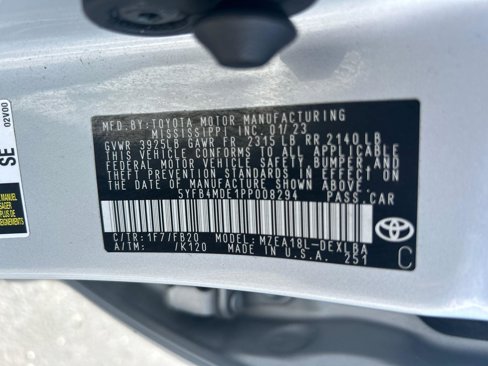 MFD.BY:TOYOTA MOTOR MANUFACTURING
MISSISSIPPI INC. 01/23
GVWR 3925LB GAWR FR 2315 LB RR 2140 LB
THIS VEHICLE CONFORMS TO ALL APPLICABLE
FEDERAL MOTOR VEHICLE SAFETY, BUMPER, AND
THEFT PREVENTION STANDARDS IN EFFECT ON
THE DATE OF MANUFACTURE SHOWN ABOVE.
5YFB4MDE1PP008294 PASS.CAR
C/TR:1F7/FB20 MODEL:MZEA18L-DEXLBA
A/TM: /K120 MADE IN U.S.A. 251
C
02V00
SE